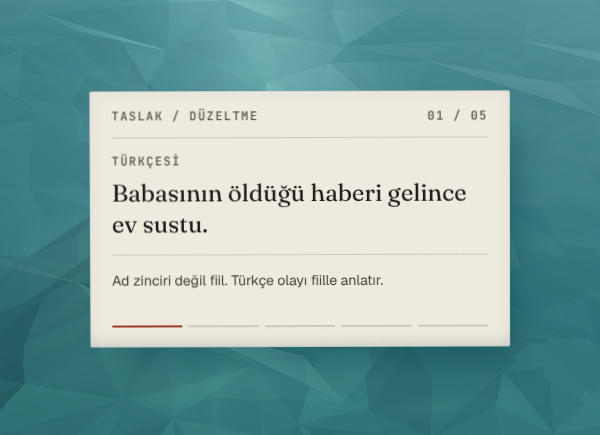 TASLAK / DÜZELTME 01 / 05
TÜRKÇESİ
Babasının öldüğü haberi gelince
ev sustu.
Ad zinciri değil fiil. Türkçe olayı fiille anlatır.